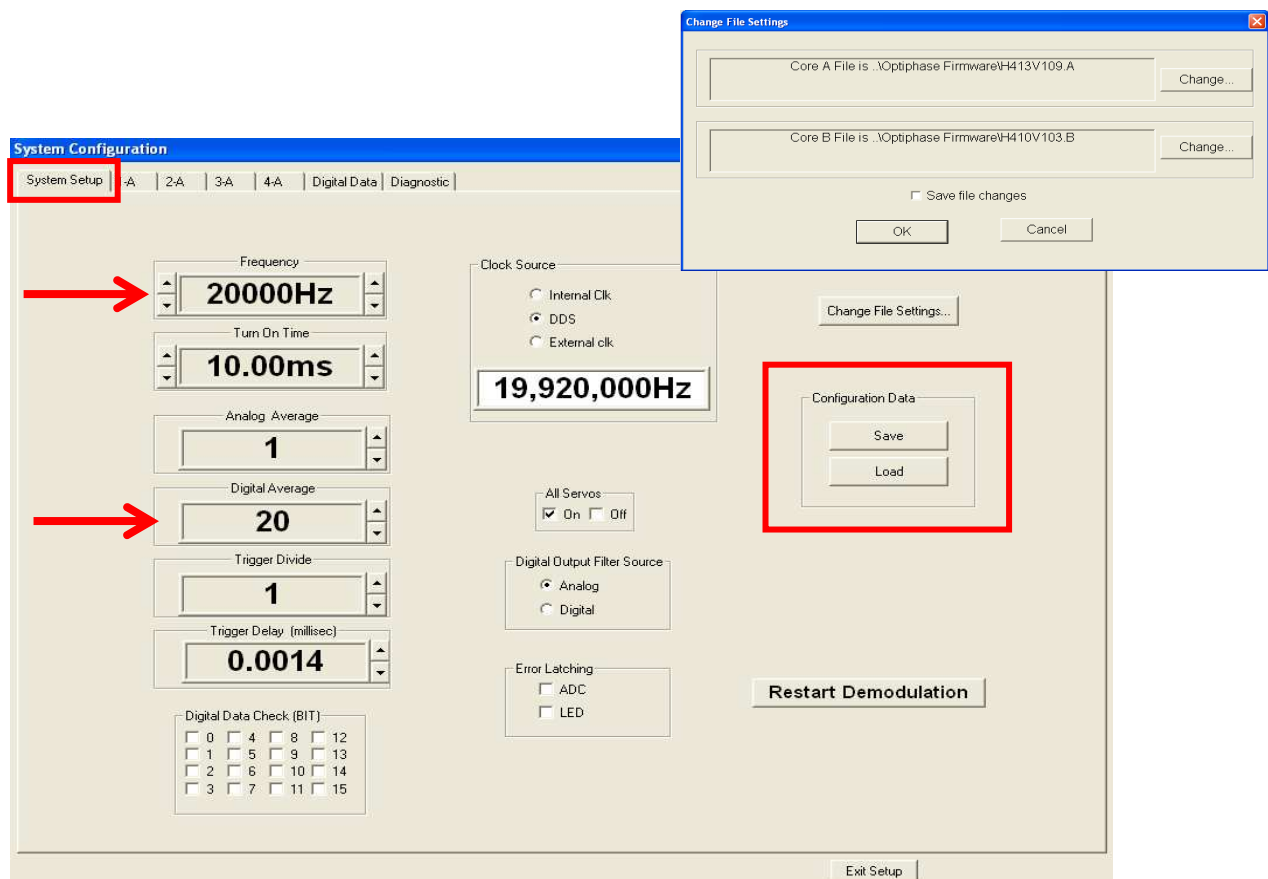 Change File Settings
Core A File is ..\Optiphase Firmware\H413V109.A
Change...
Core B File is ..\Optiphase Firmware\H410V103.B
Change...
Save file changes
OK
Cancel
System Configuration
System Setup
-A
2-A
3-A
4-A
Digital Data
Diagnostic
Frequency
20000Hz
Turn On Time
10.00ms
Analog Average
1
Digital Average
20
Trigger Divide
1
Trigger Delay (millisec)
0.0014
Digital Data Check (BIT)
0 4 8 12
1 5 9 13
2 6 10 14
3 7 11 15
Clock Source
Internal Clk
DDS
External clk
19,920,000Hz
All Servos
On Off
Digital Output Filter Source
Analog
Digital
Error Latching
ADC
LED
Change File Settings...
Configuration Data
Save
Load
Restart Demodulation
Exit Setup